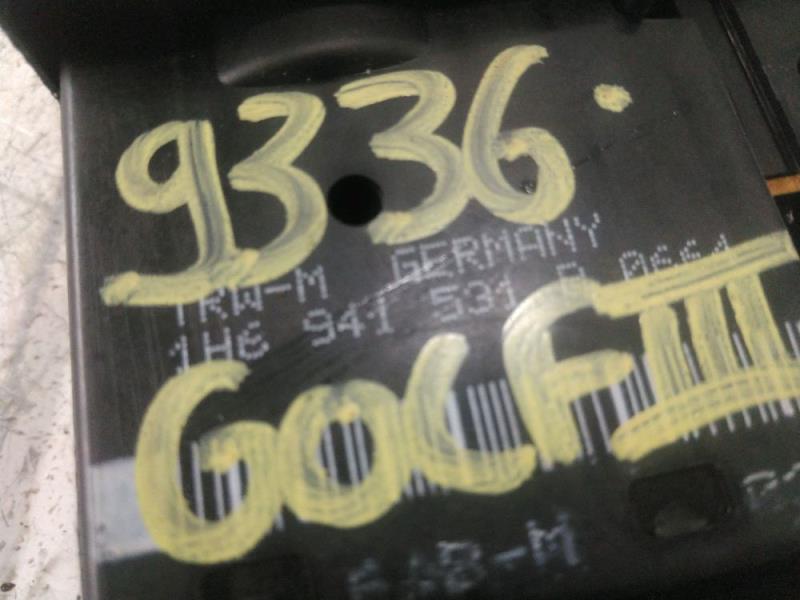 9336.
TRW-M GERMANY
1H6 941 531
GOLF III